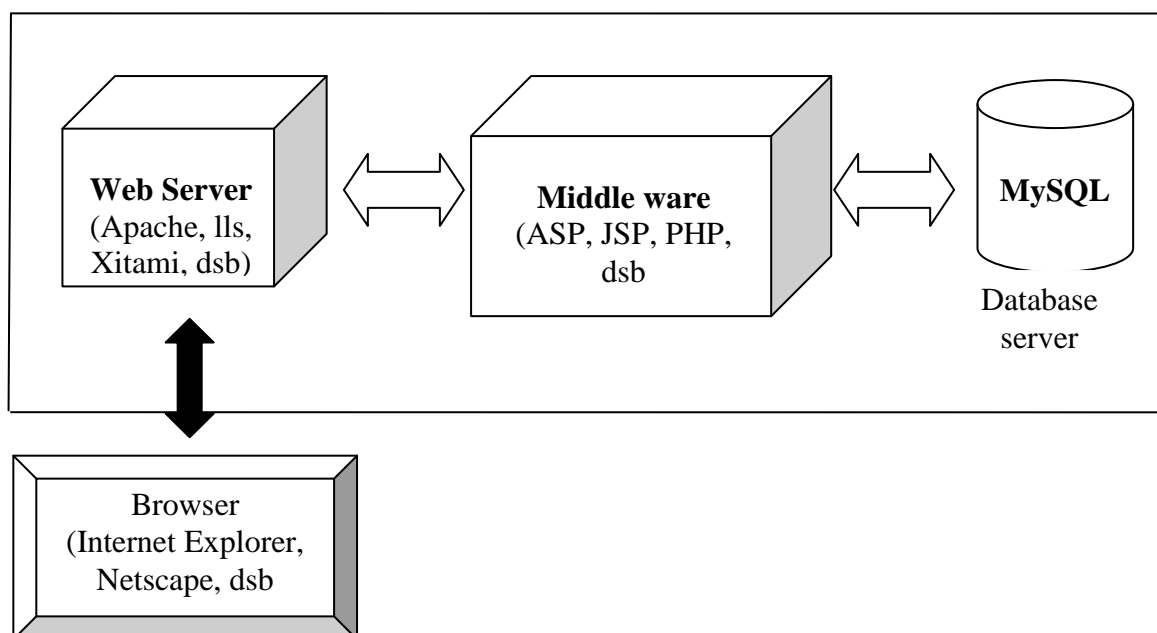 Web Server
(Apache, lls,
Xitami, dsb)
Middle ware
(ASP, JSP, PHP,
dsb
MySQL
Database
server
Browser
(Internet Explorer,
Netscape, dsb